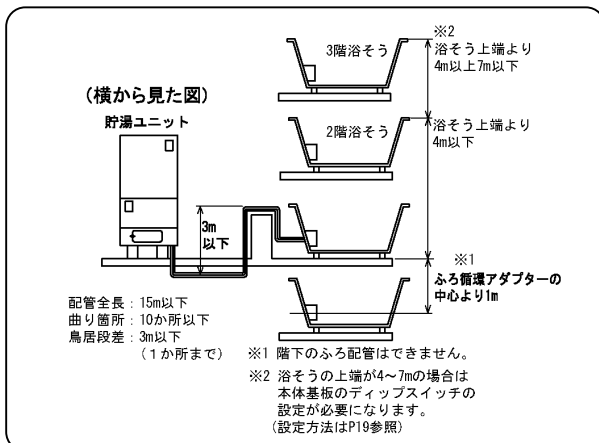 ※2
浴そう上端より
4m以上7m以下
3階浴そう
(横から見た図)
貯湯ユニット
2階浴そう
浴そう上端より
4m以下
3m
以下
※1
ふろ循環アダプターの
中心より1m
配管全長：15m以下
曲り箇所：10か所以下
鳥居段差：3m以下
(１か所まで)
※1 階下のふろ配管はできません。
※2 浴そうの上端が4～7mの場合は
本体基板のディップスイッチの
設定が必要になります。
(設定方法はP19参照)